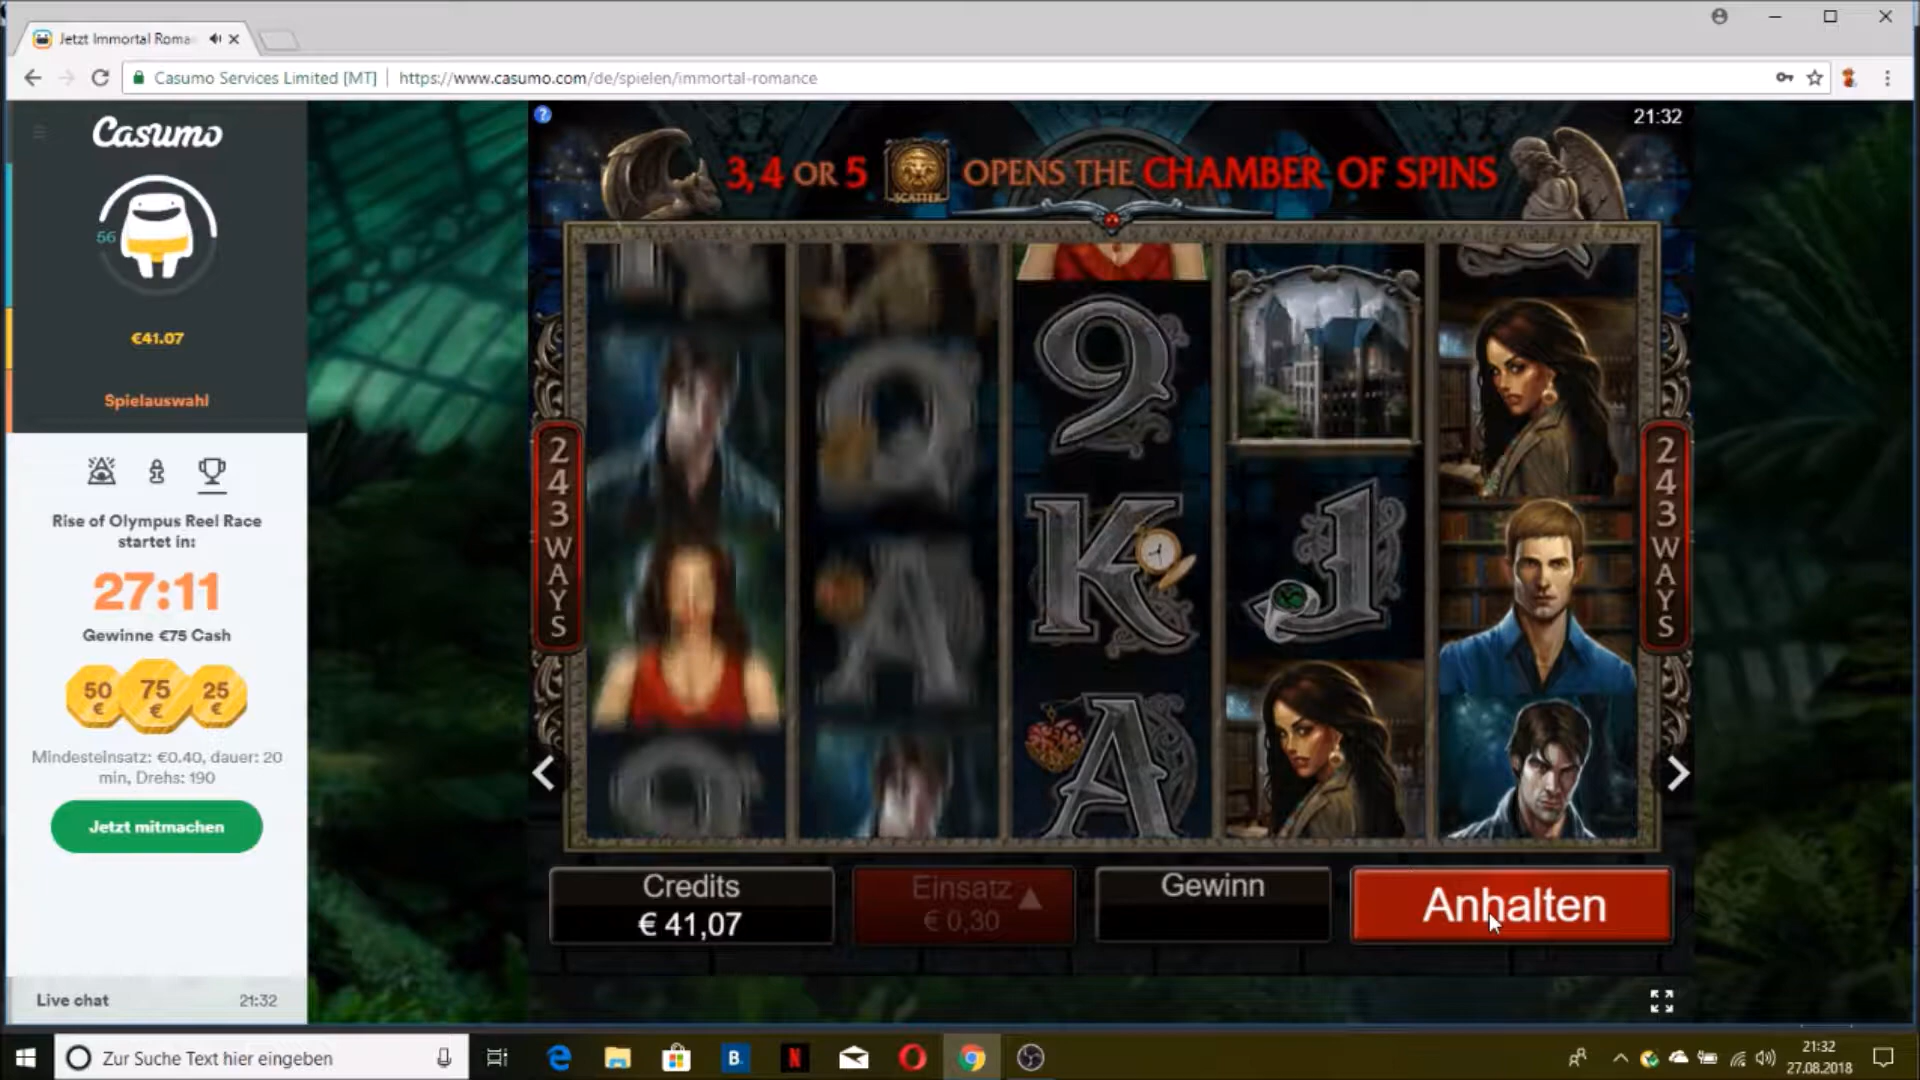 Jetzt Immortal Roma
Casumo Services Limited [MT]
https://www.casumo.com/de/spielen/immortal-romance
Casumo
56
€41.07
Spielauswahl
Rise of Olympus Reel Race
startet in:
27:11
Gewinne €75 Cash
50 €
75 €
25 €
Mindesteinsatz: €0.40, dauer: 20
min, Drehs: 190
Jetzt mitmachen
Live chat
21:32
?
21:32
3, 4 OR 5
SCATTER
OPENS THE CHAMBER OF SPINS
243 WAYS
Q
9
Q
A
K
J
A
243 WAYS
Credits
€ 41,07
Einsatz
€ 0,30
Gewinn
Anhalten
Zur Suche Text hier eingeben
B.
N
21:32
27.08.2018